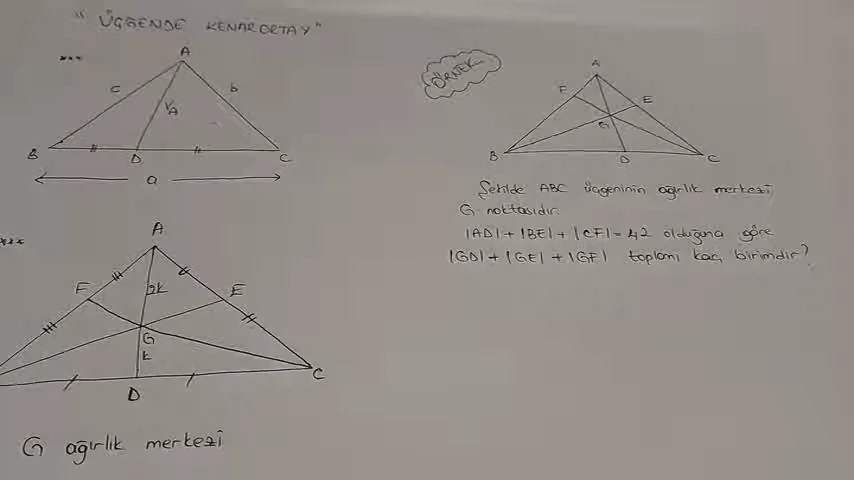 "ÜÇGENDE KENARORTAY"
***
A
c
b
VA
B
D
C
a
***
A
F
2k
E
G
k
D
C
G ağırlık merkezi
ÖRNEK
A
F
E
G
B
D
C
Şekilde ABC üçgeninin ağırlık merkezi
G noktasıdır.
|AD| + |BE| + |CF| = 42 olduğuna göre
|GD| + |GE| + |GF| toplamı kaç birimdir?